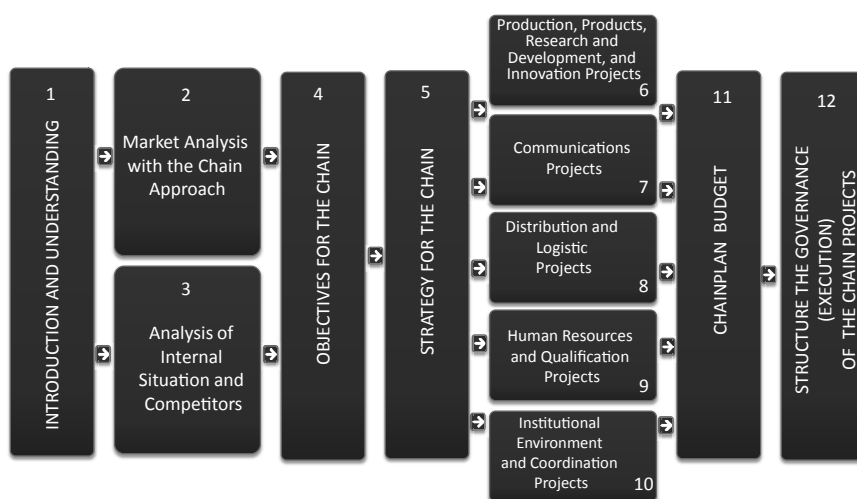 1
INTRODUCTION AND UNDERSTANDING
2
Market Analysis
with the Chain
Approach
3
Analysis of
Internal
Situation and
Competitors
4
OBJECTIVES FOR THE CHAIN
5
STRATEGY FOR THE CHAIN
Production, Products,
Research and
Development, and
Innovation Projects
6
Communications
Projects
7
Distribution and
Logistic
Projects
8
Human Resources
and Qualification
Projects
9
Institutional
Environment
and Coordination
Projects
10
11
CHAINPLAN BUDGET
12
STRUCTURE THE GOVERNANCE
(EXECUTION)
OF THE CHAIN PROJECTS